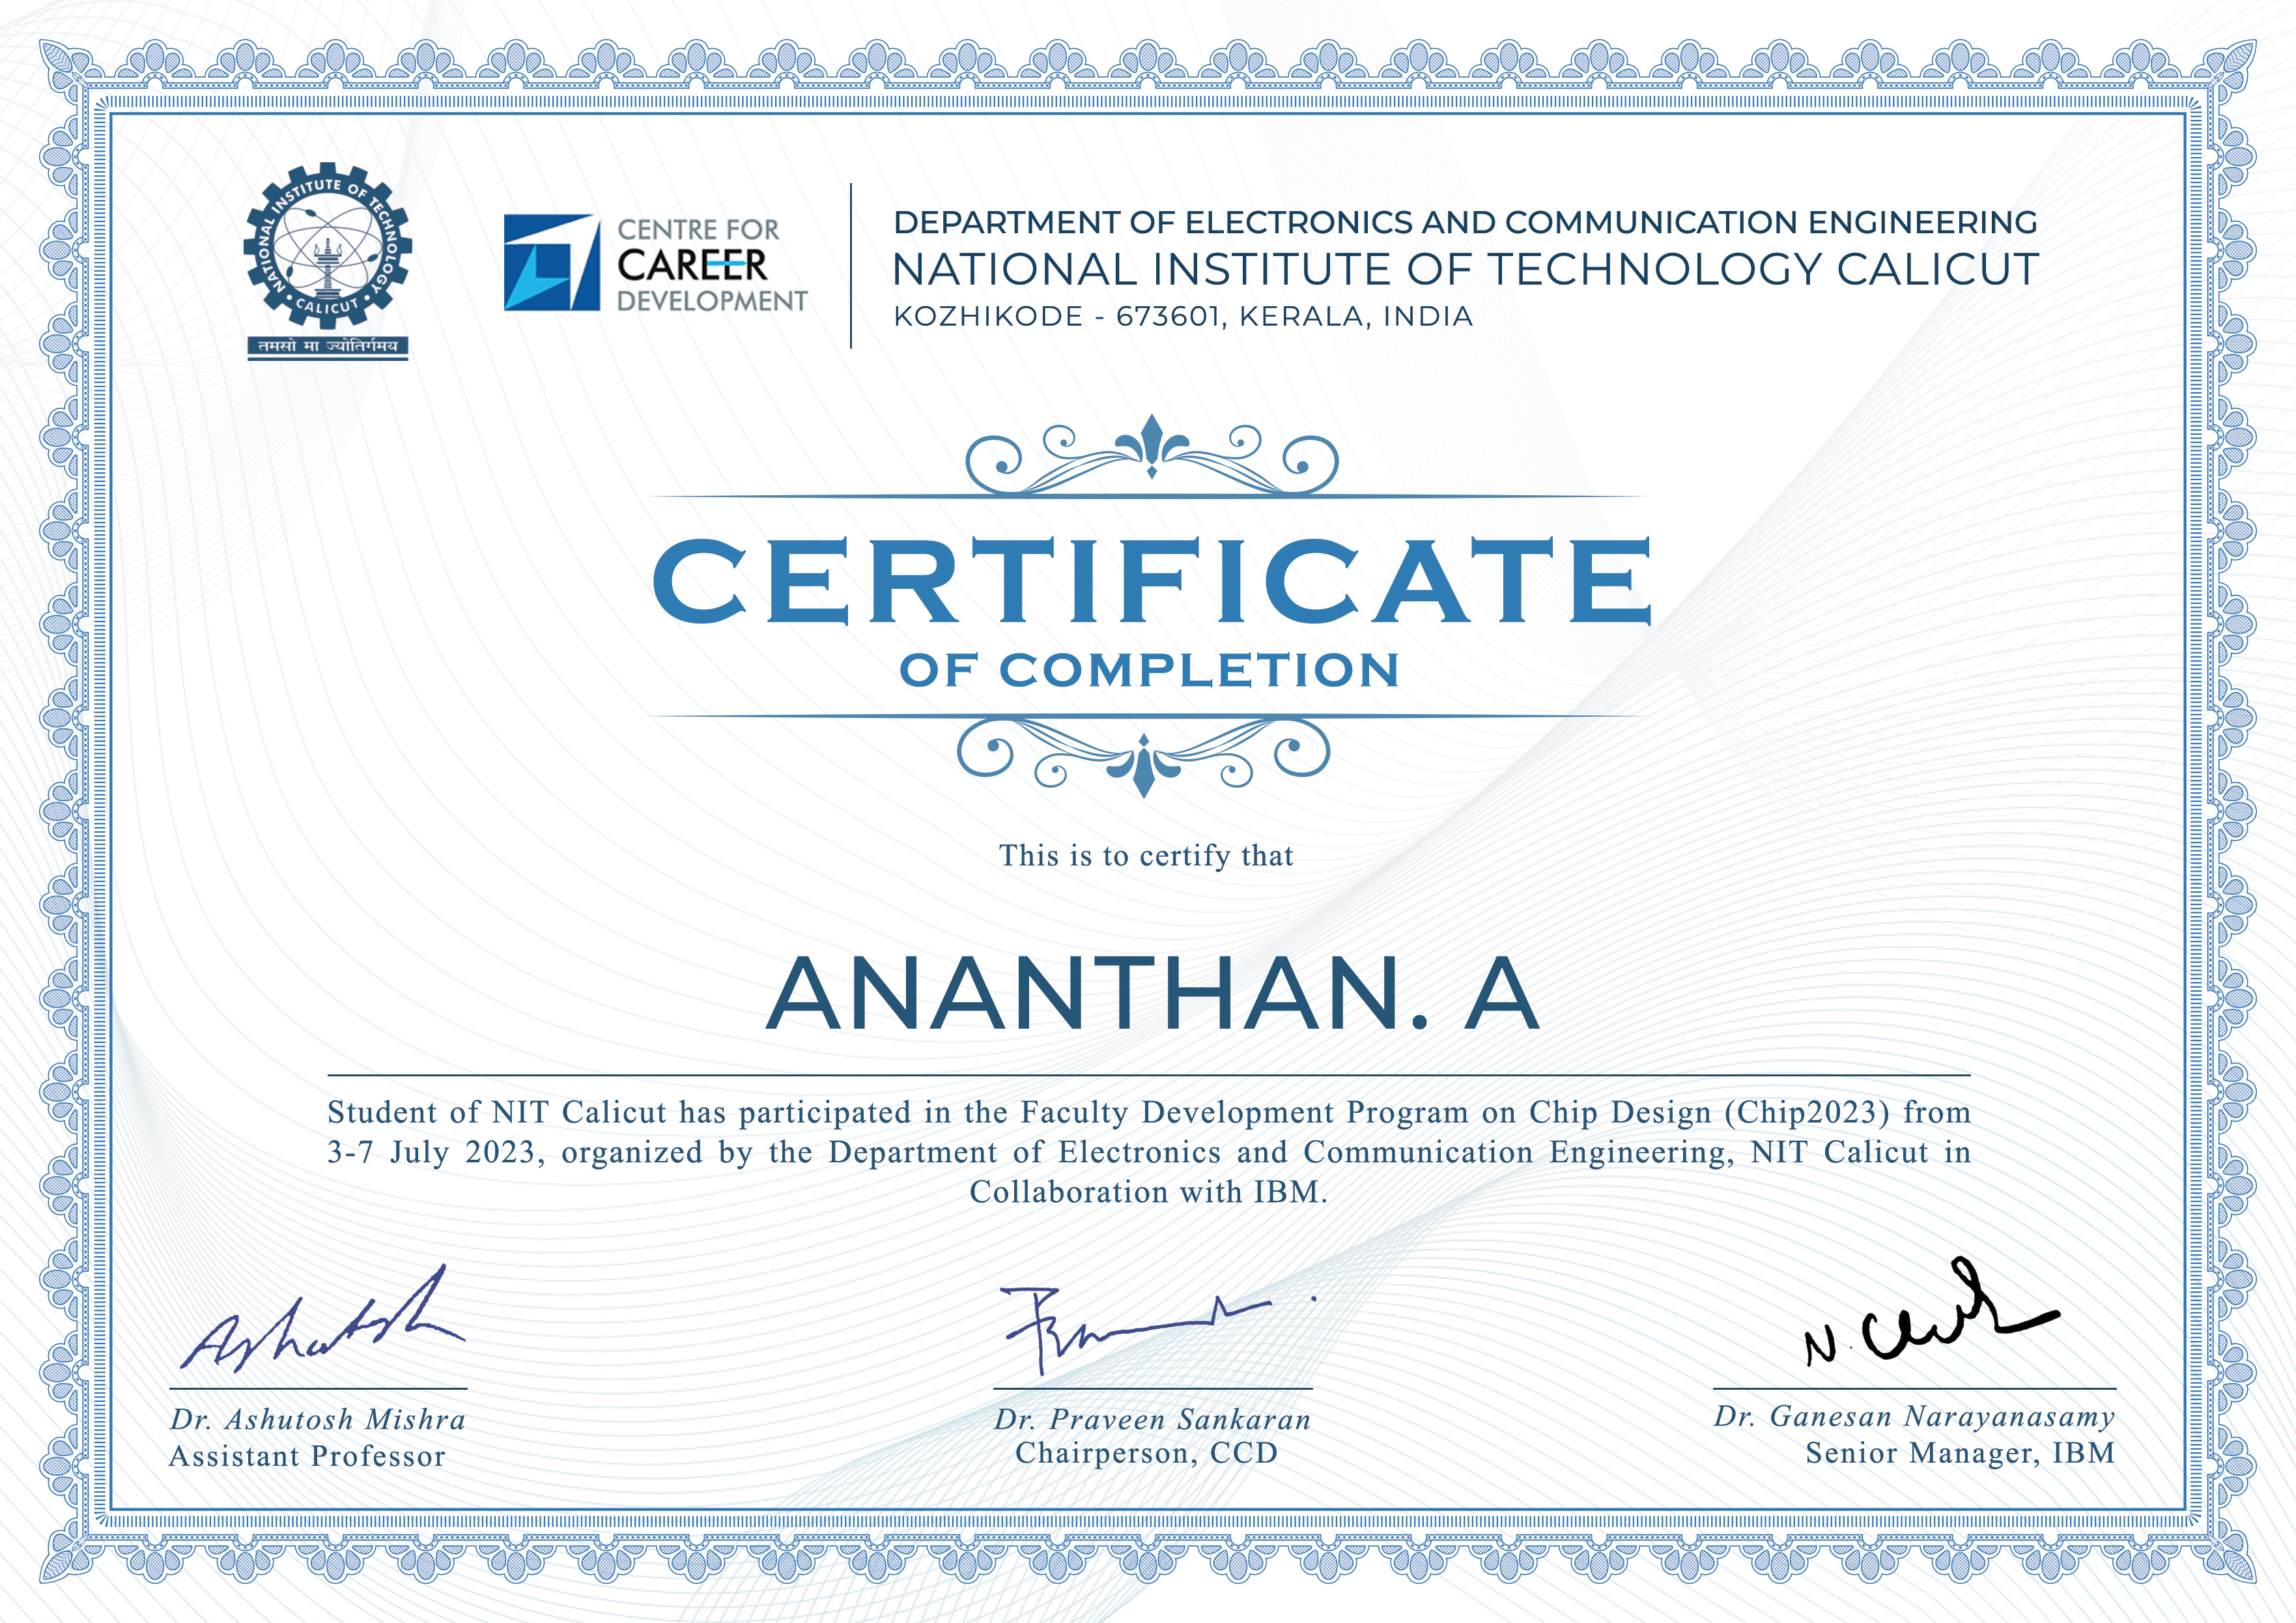 NATIONAL INSTITUTE OF TECHNOLOGY
• CALICUT •
तमसो मा ज्योतिर्गमय
CENTRE FOR
CAREER
DEVELOPMENT
DEPARTMENT OF ELECTRONICS AND COMMUNICATION ENGINEERING
NATIONAL INSTITUTE OF TECHNOLOGY CALICUT
KOZHIKODE - 673601, KERALA, INDIA
CERTIFICATE
OF COMPLETION
This is to certify that
ANANTHAN. A
Student of NIT Calicut has participated in the Faculty Development Program on Chip Design (Chip2023) from
3-7 July 2023, organized by the Department of Electronics and Communication Engineering, NIT Calicut in
Collaboration with IBM.
Ashutosh
Dr. Ashutosh Mishra
Assistant Professor
Dr. Praveen Sankaran
Chairperson, CCD
Dr. Ganesan Narayanasamy
Senior Manager, IBM